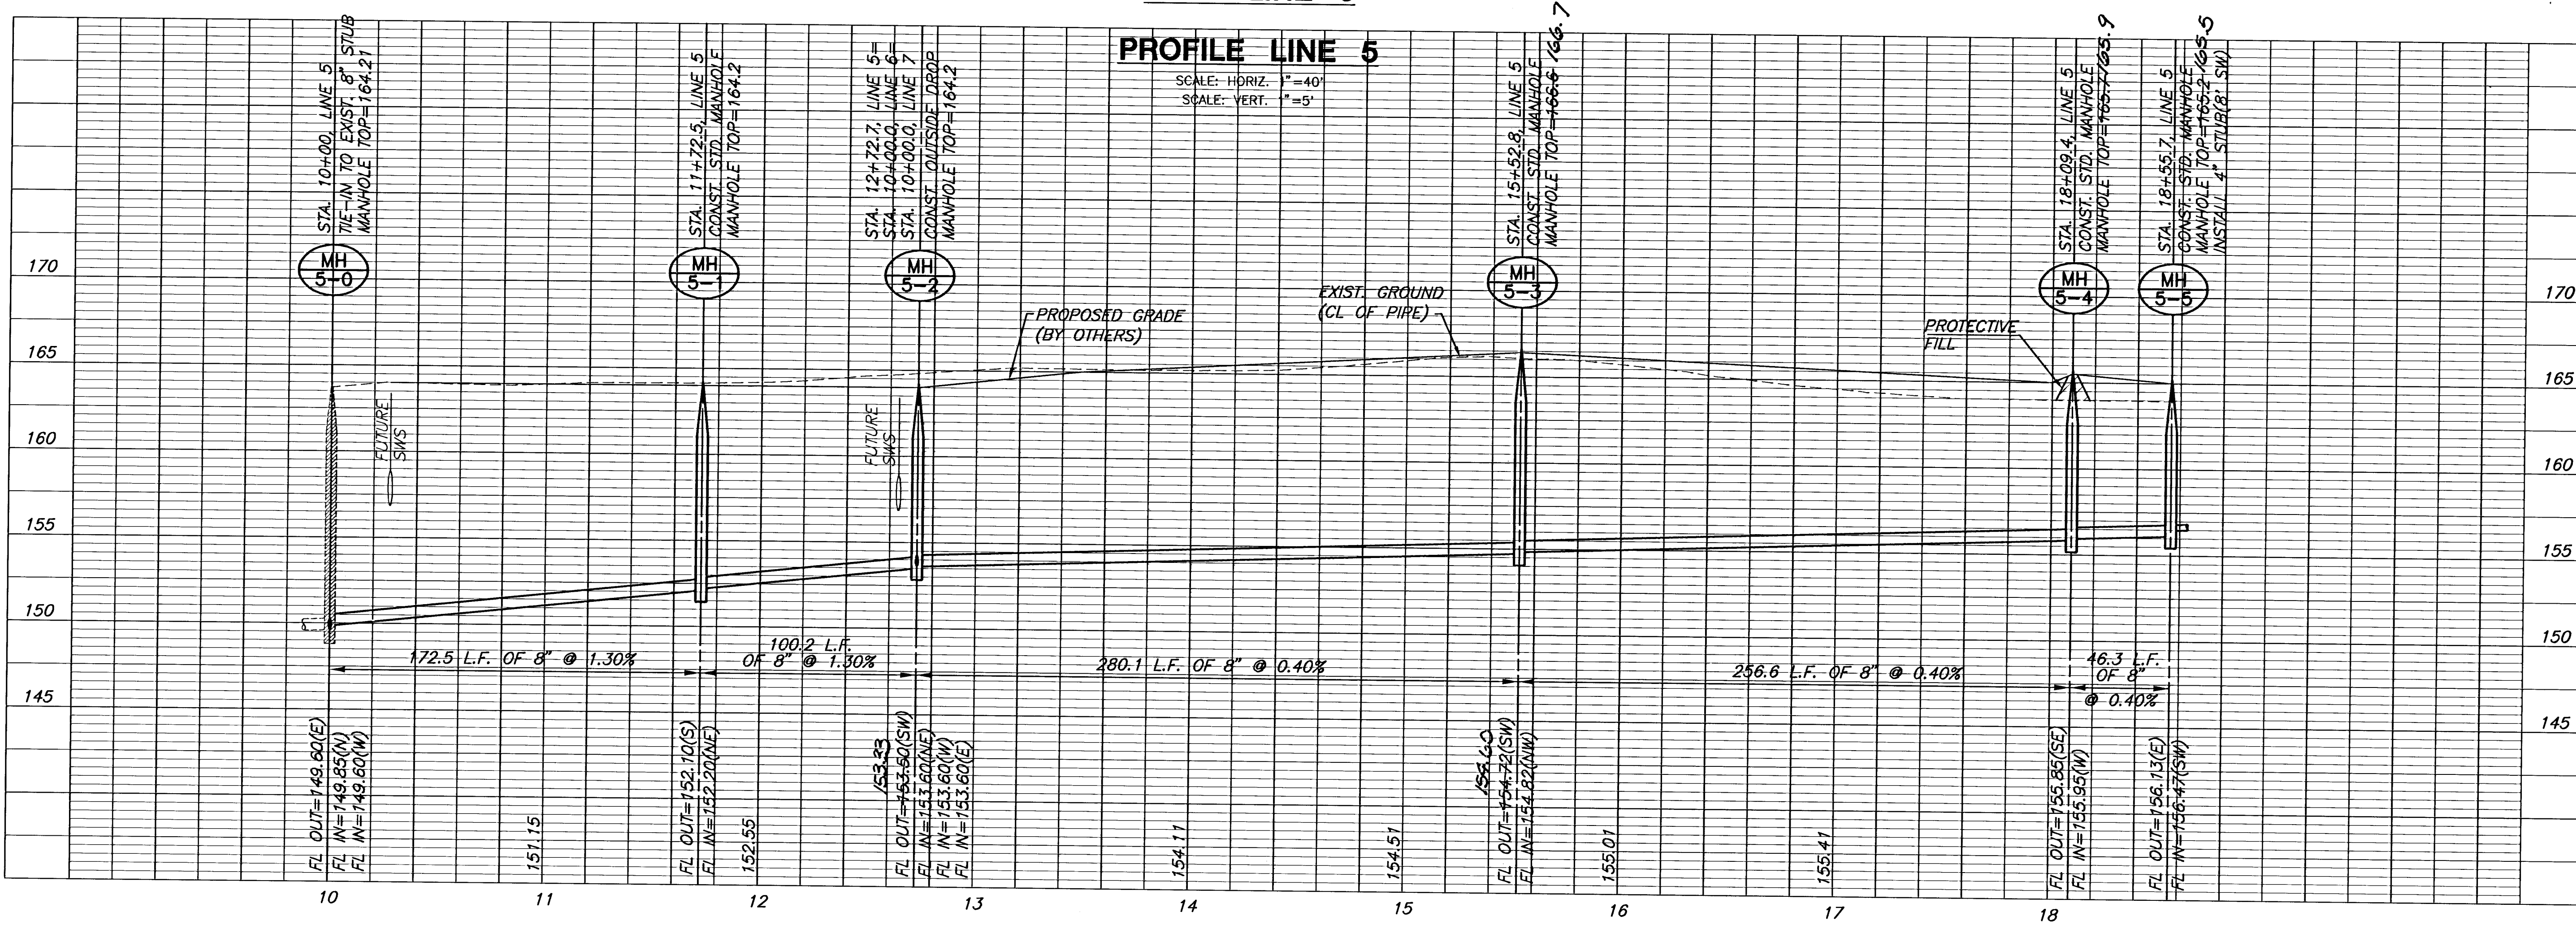 PROFILE LINE 5
SCALE: HORIZ. 1"=40'
SCALE: VERT. 1"=5'
STA. 10+00, LINE 5
TIE-IN TO EXIST. 8" STUB
MANHOLE TOP=164.21
MH
5-0
STA. 11+72.5, LINE 5
CONST. STD. MANHOLE
MANHOLE TOP=164.2
MH
5-1
STA. 12+72.7, LINE 5=
STA. 10+00.0, LINE 6=
STA. 10+00.0, LINE 7
CONST. OUTSIDE DROP
MANHOLE TOP=164.2
MH
5-2
STA. 15+52.8, LINE 5
CONST. STD. MANHOLE
MANHOLE TOP=166.6 166.7
MH
5-3
STA. 18+09.4, LINE 5
CONST. STD. MANHOLE
MANHOLE TOP=165.7 165.9
MH
5-4
STA. 18+55.7, LINE 5
CONST. STD. MANHOLE
MANHOLE TOP=165.2 165.5
INSTALL 4" STUB(8' SW)
MH
5-5
170
165
160
155
150
145
170
165
160
155
150
145
PROPOSED GRADE
(BY OTHERS)
EXIST. GROUND
(CL OF PIPE)
PROTECTIVE
FILL
FUTURE
SWS
FUTURE
SWS
172.5 L.F. OF 8" @ 1.30%
100.2 L.F.
OF 8" @ 1.30%
280.1 L.F. OF 8" @ 0.40%
256.6 L.F. OF 8" @ 0.40%
46.3 L.F.
OF 8"
@ 0.40%
FL OUT=149.60(E)
FL IN=149.85(N)
FL IN=149.60(W)
151.15
FL OUT=152.10(S)
FL IN=152.20(NE)
152.55
153.33
FL OUT=153.50(SW)
FL IN=153.60(NE)
FL IN=153.60(W)
FL IN=153.60(E)
154.11
154.51
154.60
FL OUT=154.72(SW)
FL IN=154.82(NW)
155.01
155.41
FL OUT=155.85(SE)
FL IN=155.95(W)
FL OUT=156.13(E)
FL IN=156.47(SW)
10
11
12
13
14
15
16
17
18